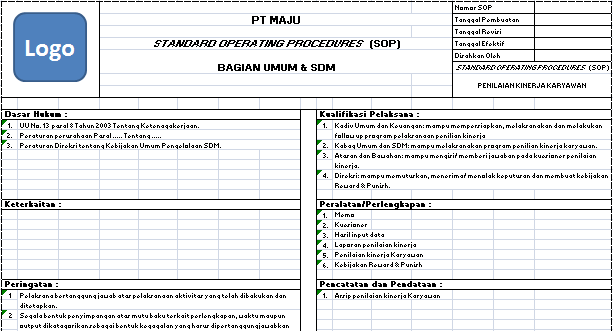 Logo
PT MAJU
STANDARD OPERATING PROCEDURES (SOP)
BAGIAN UMUM & SDM
Nomor SOP
Tanggal Pembuatan
Tanggal Revisi
Tanggal Efektif
Disahkan Oleh
STANDARD OPERATING PROCEDURES (SOP)
PENILAIAN KINERJA KARYAWAN
Dasar Hukum :
1. UU No. 13 pasal 8 Tahun 2003 Tentang Ketenagakerjaan.
2. Peraturan perusahaan Pasal ..... Tentang .....
3. Peraturan Direksi tentang Kebijakan Umum Pengelolaan SDM.
Kualifikasi Pelaksana :
1. Kadiv Umum dan Keuangan: mampu mempersiapkan, melaksanakan dan melakukan
follow up program pelaksanaan penilian kinerja
2. Kabag Umum dan SDM: mampu melaksanakan program penilian kinerja karyawan.
3. Atasan dan Bawahan: mampu mengisi/ memberi jawaban pada kuesioner penilaian
kinerja.
4. Direksi: mampu memutuskan, menerima/ menolak keputusan dan membuat kebijakan
Reward & Punish.
Keterkaitan :
Peralatan/Perlengkapan :
1. Memo
2. Kuesioner
3. Hasil input data
4. Laporan penilaian kinerja
5. Penilaian kinerja Karyawan
6. Kebijakan Reward & Punish
Peringatan :
1 Pelaksana bertanggung jawab atas pelaksanaan aktivitas yang telah dibakukan dan
ditetapkan.
2 Segala bentuk penyimpangan atas mutu baku terkait perlengkapan, waktu maupun
output dikategorikan sebagai bentuk kegagalan yang harus dipertanggungjawabkan
Pencatatan dan Pendataan :
1. Arsip penilaian kinerja Karyawan